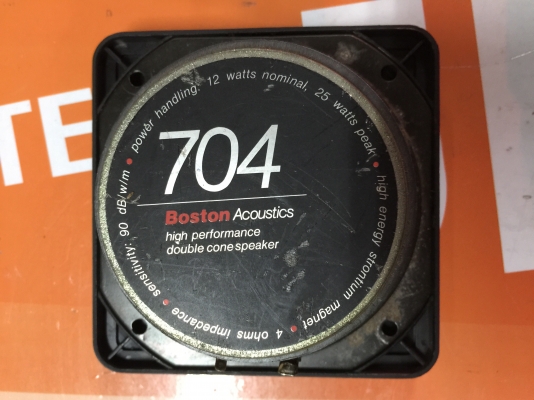 704
Boston Acoustics
high performance
double cone speaker
power handling: 12 watts nominal, 25 watts peak • high energy strontium magnet • 4 ohms impedance • sensitivity: 90 dB/w/m •
TE